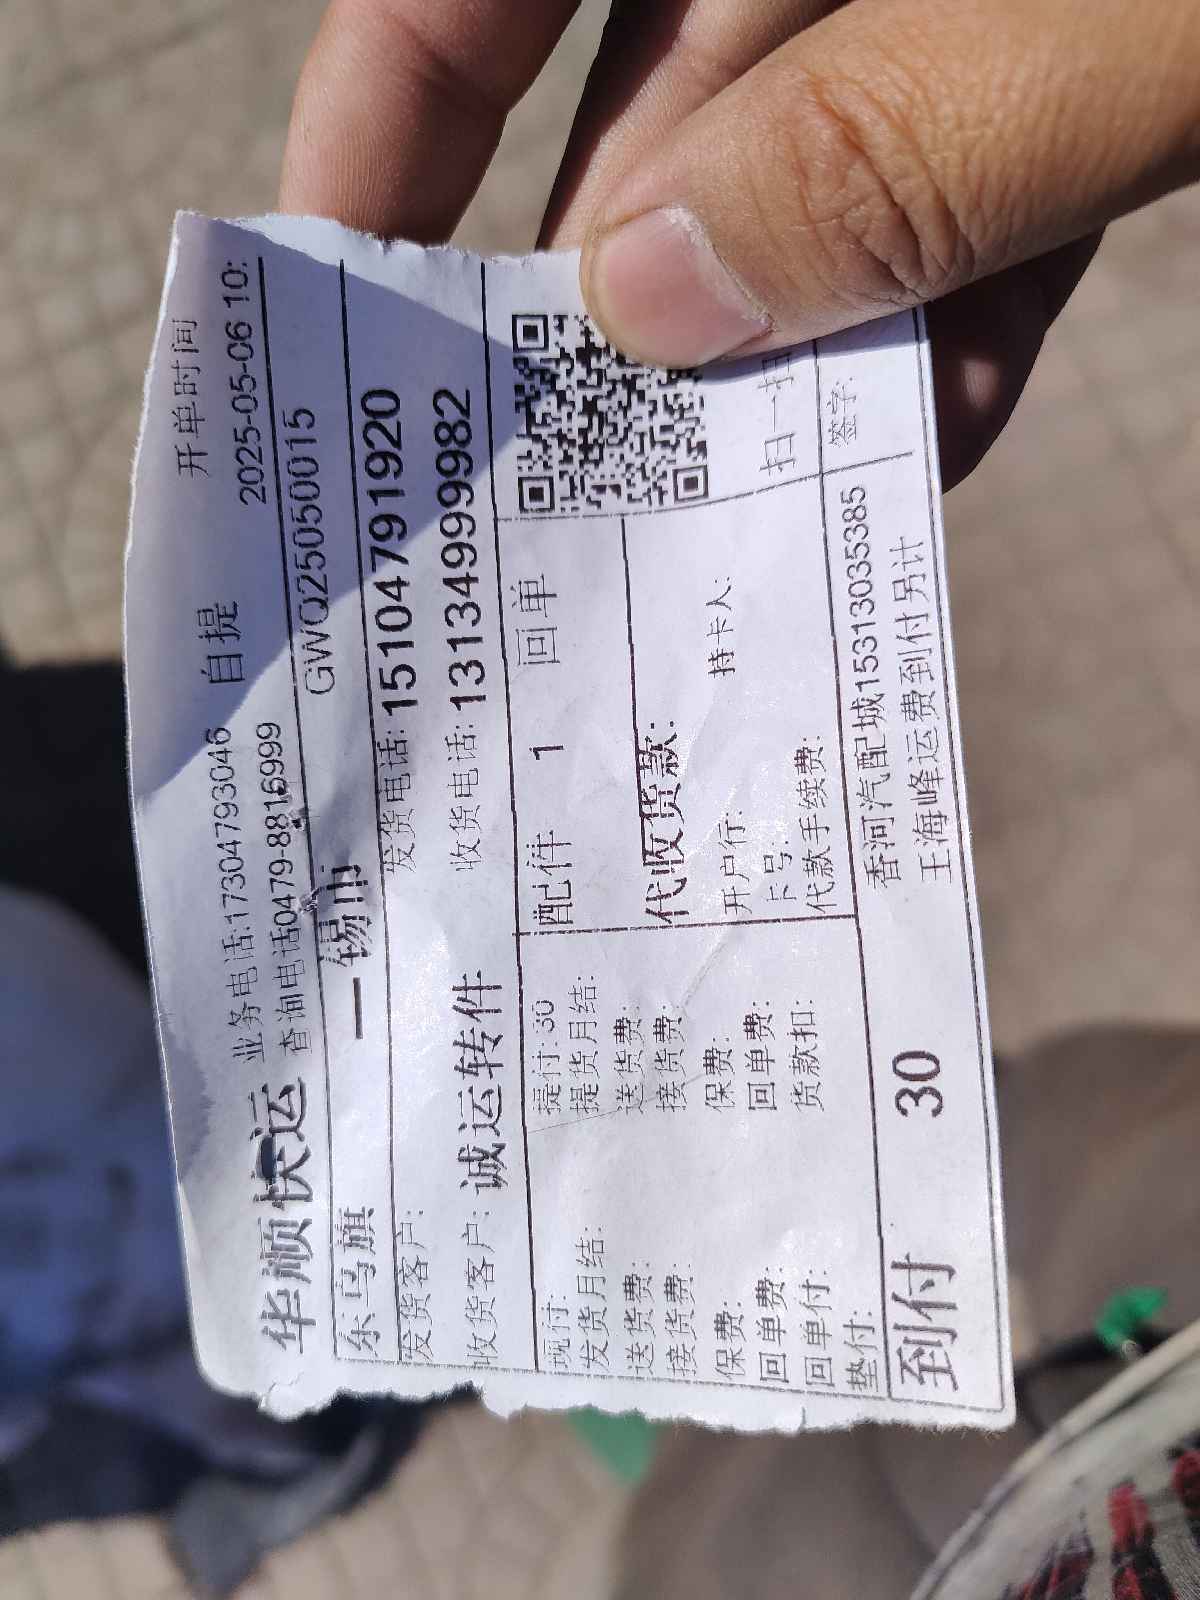 开单时间
华顺快运 业务电话:17304793046 自提 2025-05-06 10:
查询电话0479-8816999
东乌旗 — 锡市 GWQ25050015
发货客户: 发货电话: 15104791920
收货客户: 诚运转件 收货电话: 13134999982
现付: 提付:30 配件 1 回单
发货月结: 提货月结:
送货费: 送货费:
接货费: 接货费: 代收货款:
保费: 保费: 开户行: 持卡人:
回单费: 回单费: 卡号:
回单付: 货款扣: 代款手续费: 扫一扫
垫付:
到付 30 香河汽配城15313035385 签字:
王海峰运费到付另计